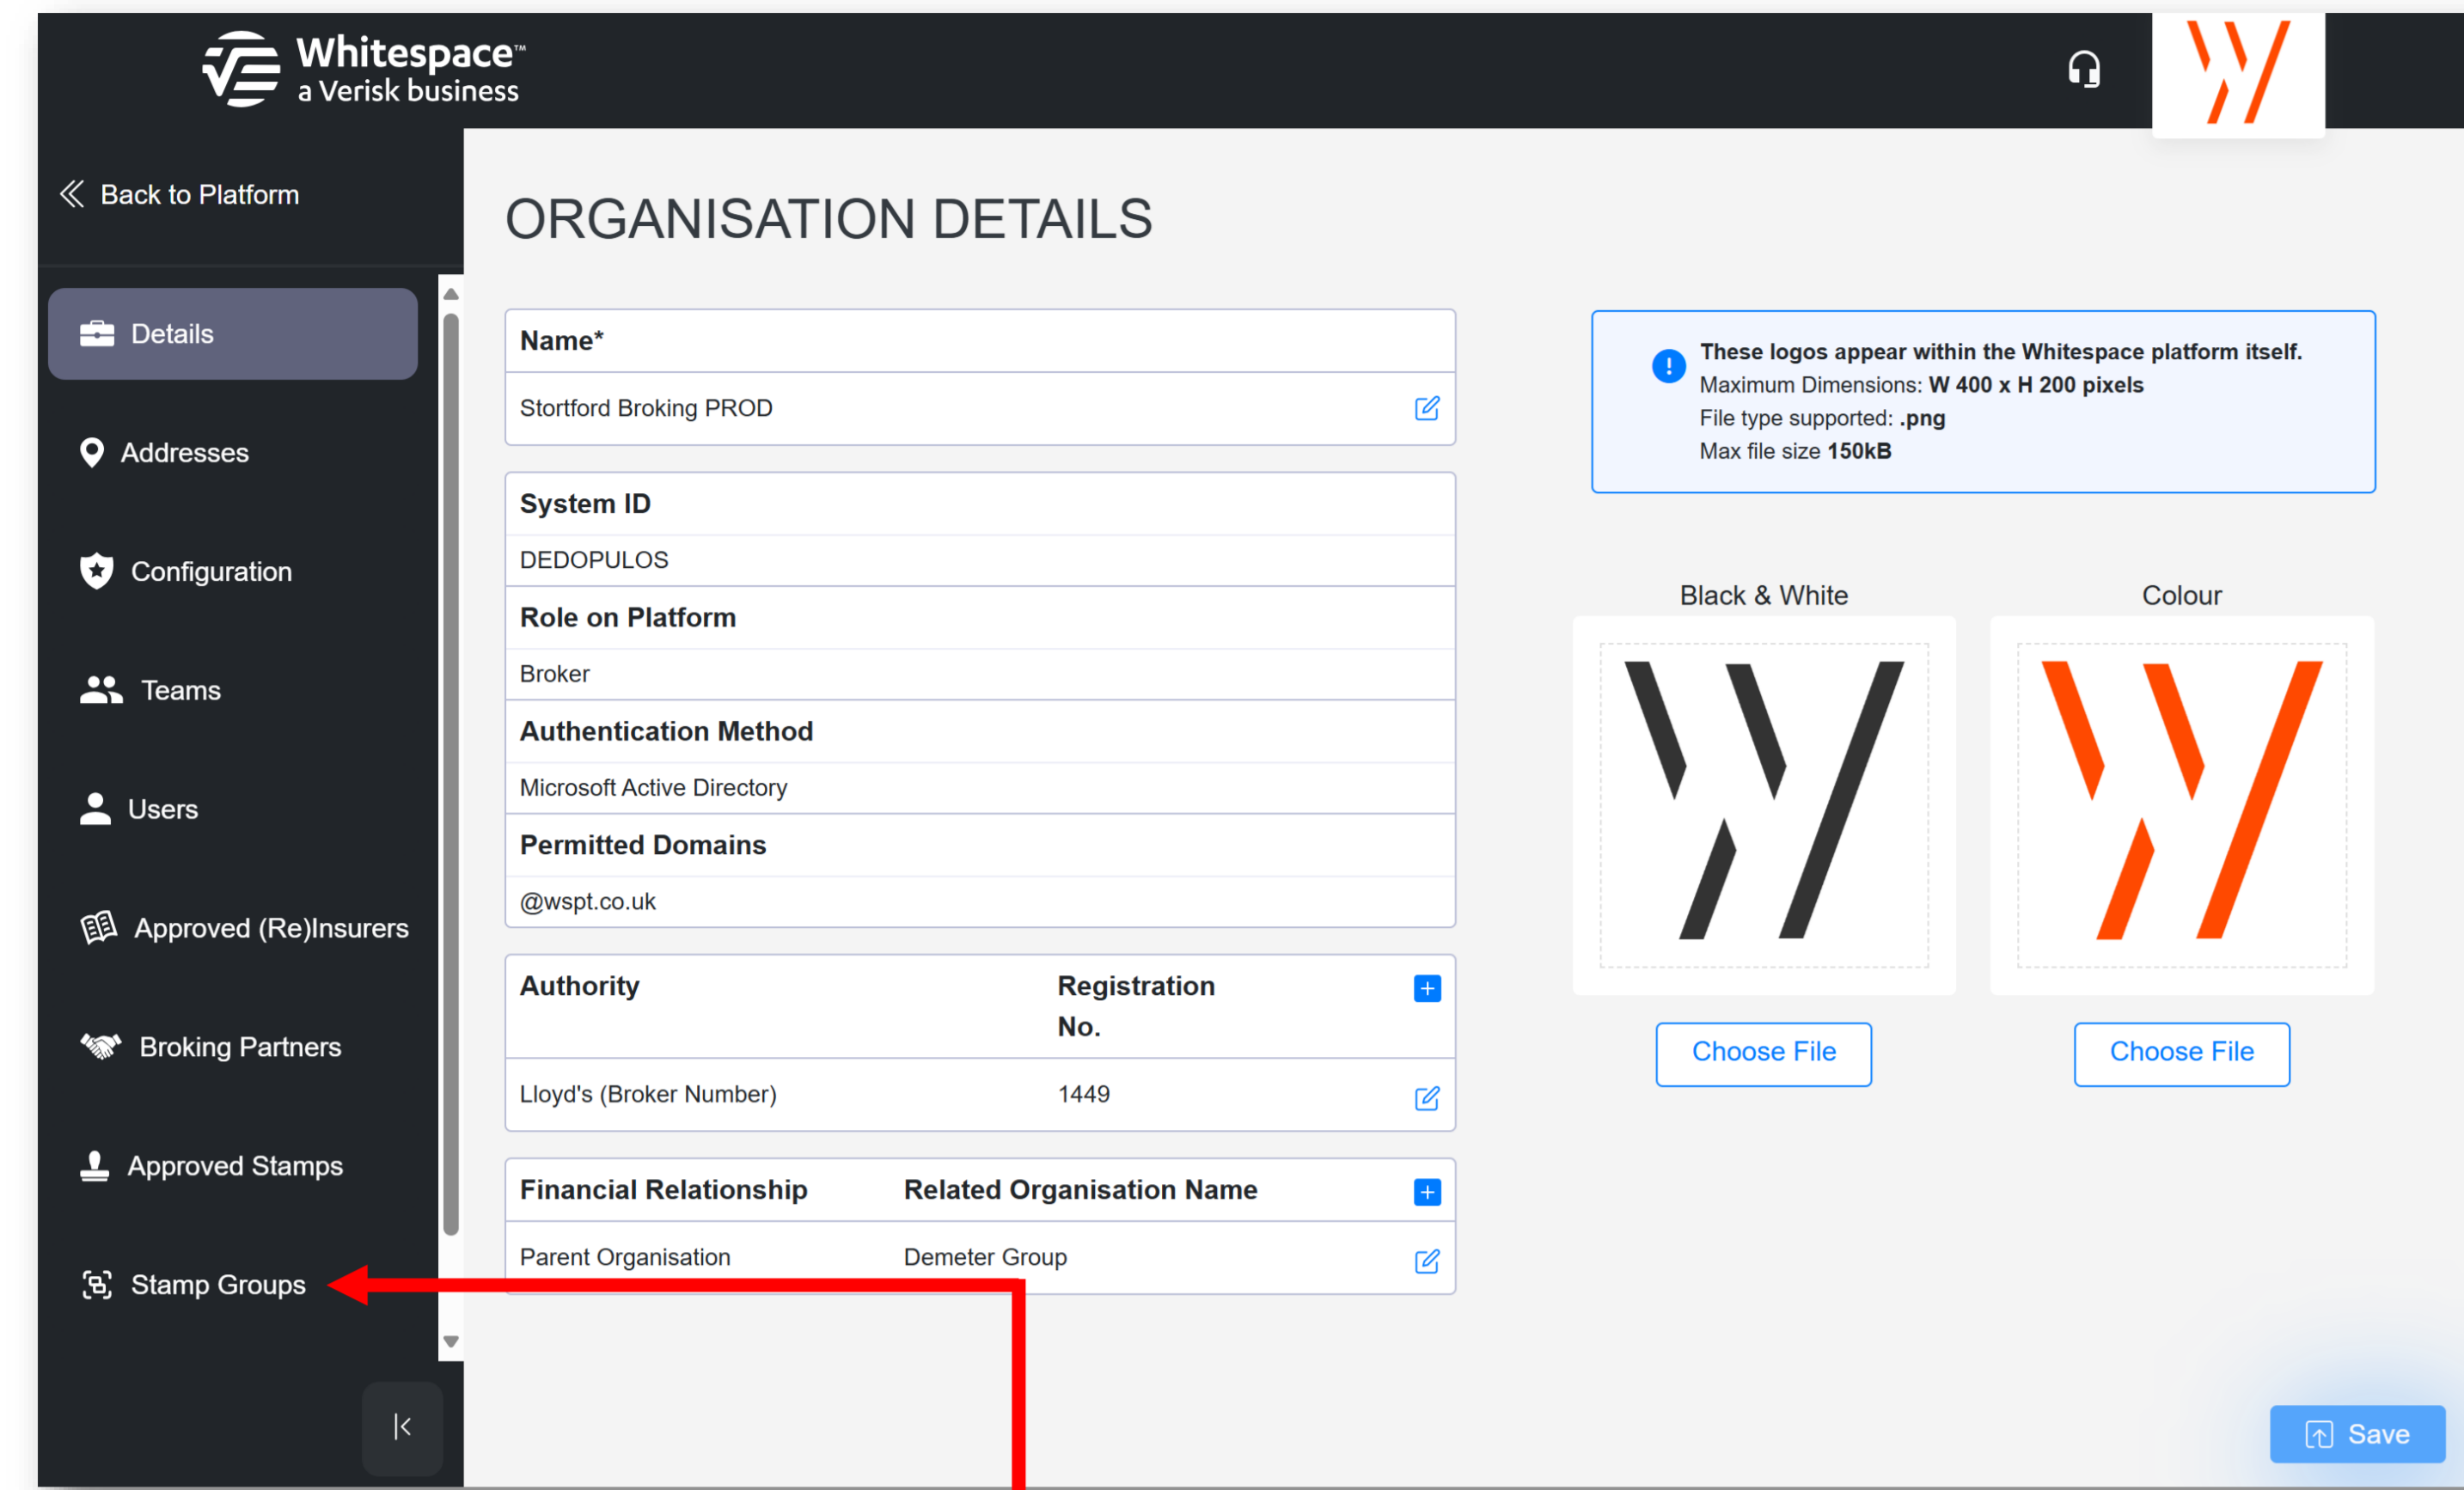 Whitespace™
a Verisk business
Back to Platform
Details
Addresses
Configuration
Teams
Users
Approved (Re)Insurers
Broking Partners
Approved Stamps
Stamp Groups
ORGANISATION DETAILS
Name*
Stortford Broking PROD
System ID
DEDOPULOS
Role on Platform
Broker
Authentication Method
Microsoft Active Directory
Permitted Domains
@wspt.co.uk
Authority Registration No.
Lloyd's (Broker Number) 1449
Financial Relationship Related Organisation Name
Parent Organisation Demeter Group
These logos appear within the Whitespace platform itself.
Maximum Dimensions: W 400 x H 200 pixels
File type supported: .png
Max file size 150kB
Black & White Colour
Choose File Choose File
Save